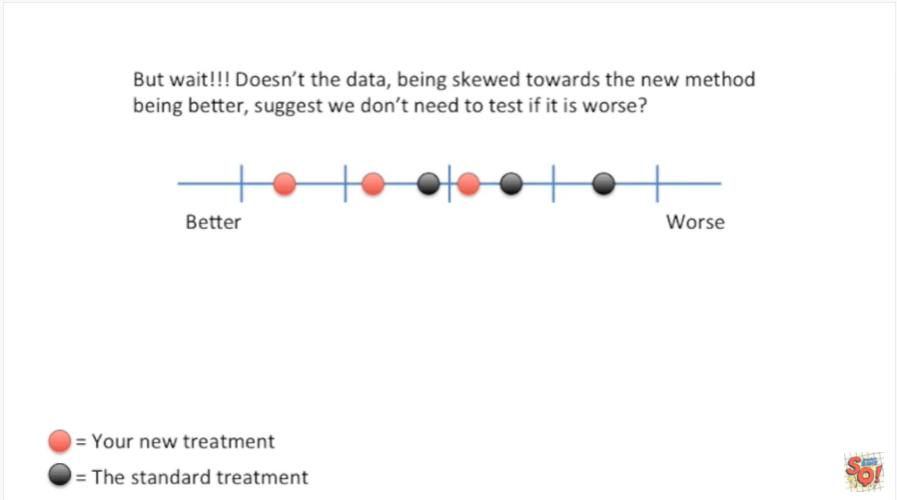 But wait!!! Doesn’t the data, being skewed towards the new method
being better, suggest we don’t need to test if it is worse?
Better
Worse
= Your new treatment
= The standard treatment
SQ!